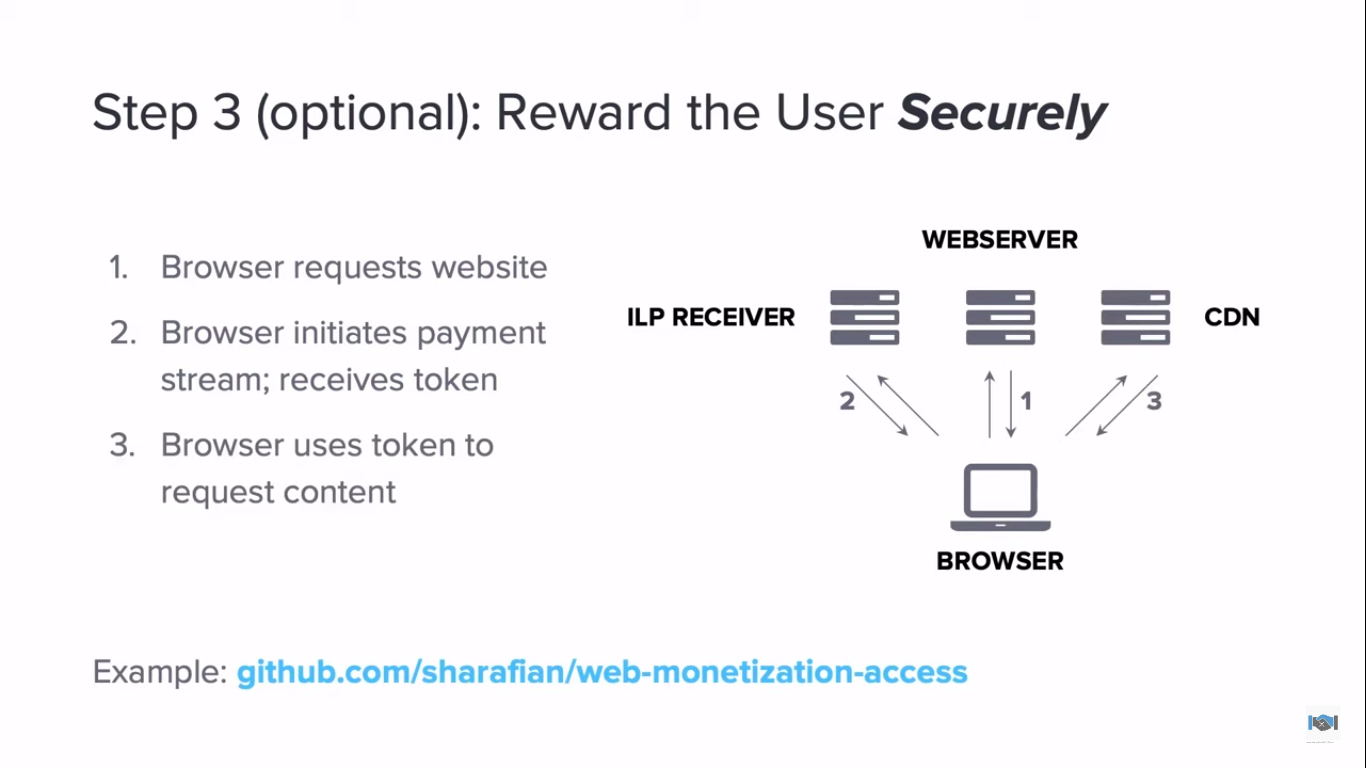 Step 3 (optional): Reward the User Securely
1. Browser requests website
2. Browser initiates payment
stream; receives token
3. Browser uses token to
request content
WEBSERVER
ILP RECEIVER
CDN
2
1
3
BROWSER
Example: github.com/sharafian/web-monetization-access